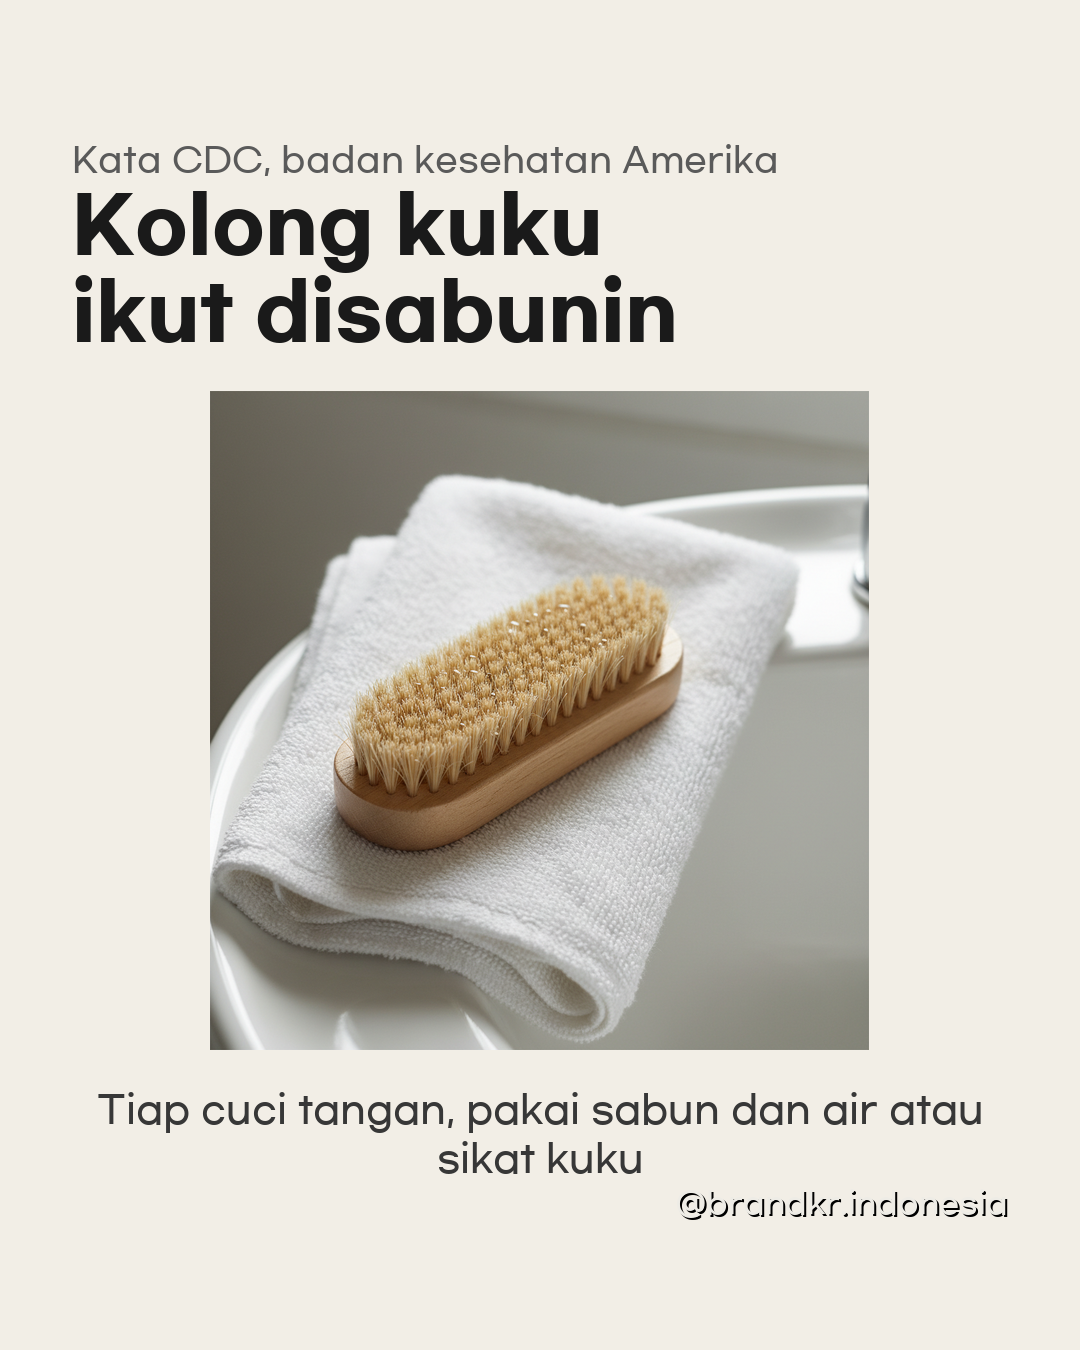 Kata CDC, badan kesehatan Amerika
Kolong kuku
ikut disabunin
Tiap cuci tangan, pakai sabun dan air atau
sikat kuku
@brandkr.indonesia